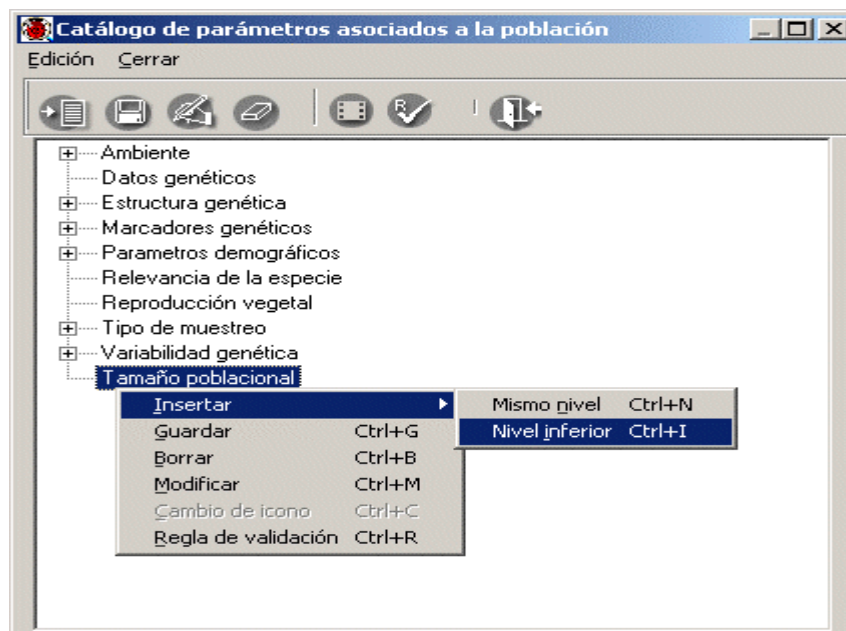 Catálogo de parámetros asociados a la población
Edición Cerrar
R
Ambiente
Datos genéticos
Estructura genética
Marcadores genéticos
Parametros demográficos
Relevancia de la especie
Reproducción vegetal
Tipo de muestreo
Variabilidad genética
Tamaño poblacional
Insertar
Mismo nivel Ctrl+N
Guardar Ctrl+G
Nivel inferior Ctrl+I
Borrar Ctrl+B
Modificar Ctrl+M
Cambio de icono Ctrl+C
Regla de validación Ctrl+R